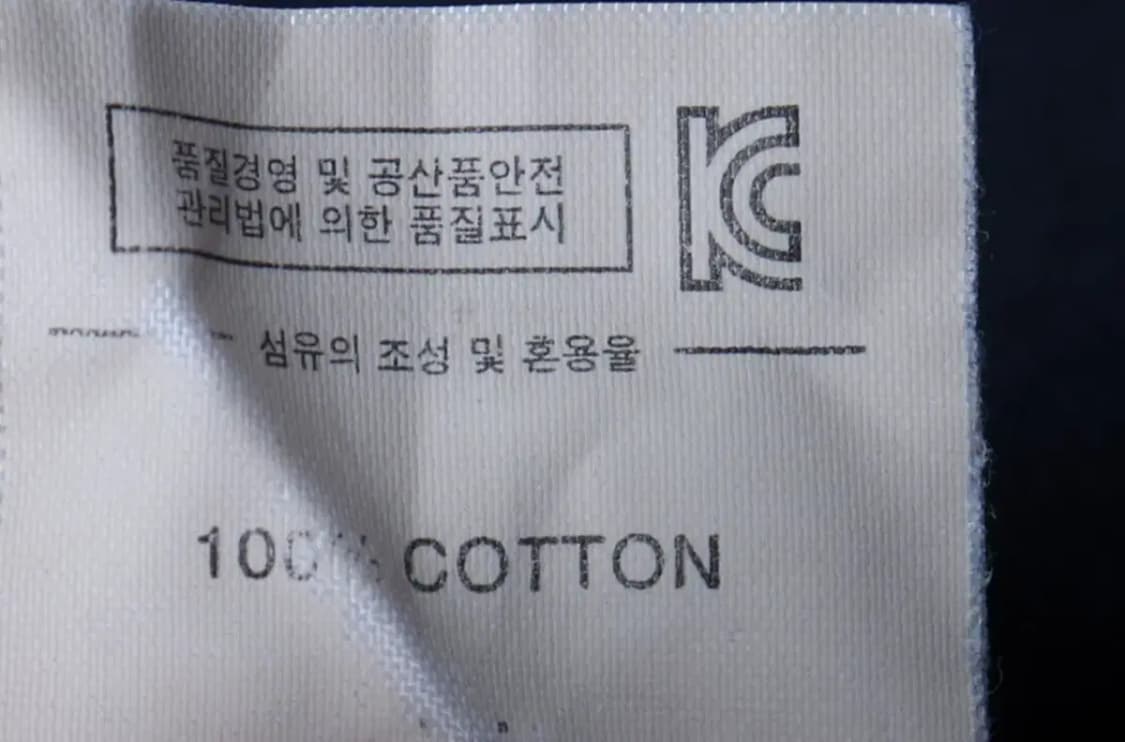 품질경영 및 공산품안전
관리법에 의한 품질표시
KC
섬유의 조성 및 혼용율
100% COTTON